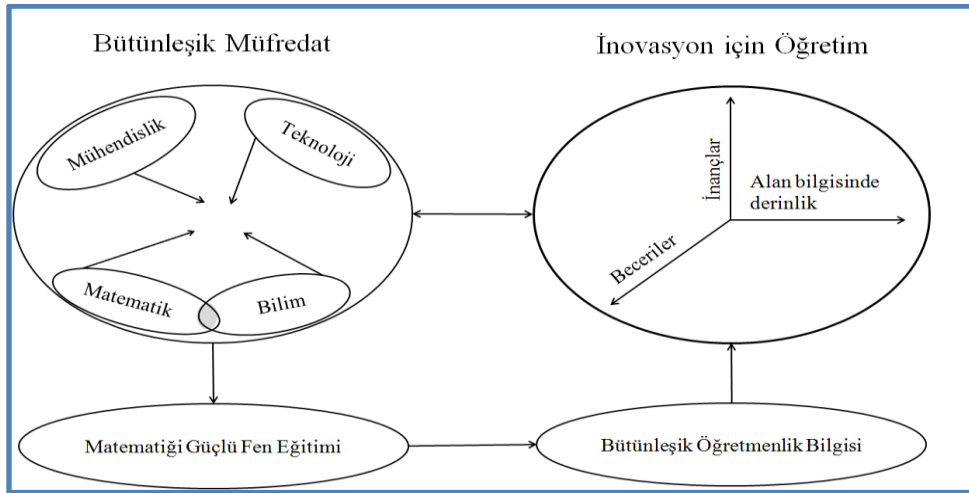 Bütünleşik Müfredat
İnovasyon için Öğretim
Mühendislik
Teknoloji
Matematik
Bilim
İnançlar
Alan bilgisinde
derinlik
Beceriler
Matematiği Güçlü Fen Eğitimi
Bütünleşik Öğretmenlik Bilgisi